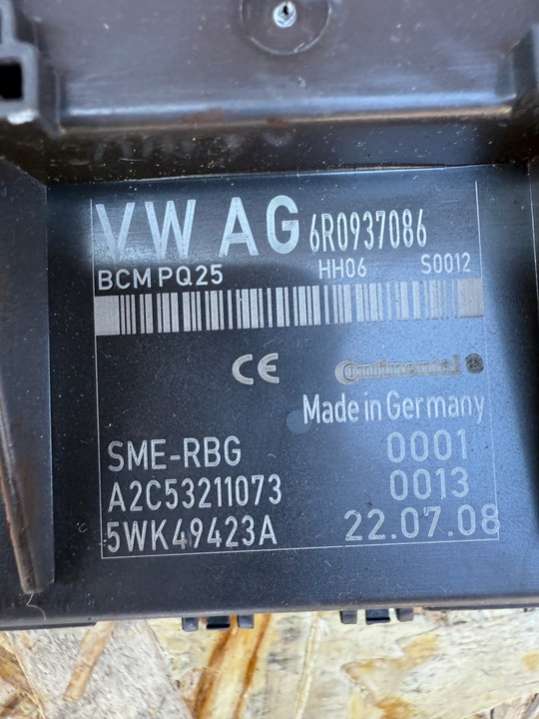 VW AG 6R0937086
BCM PQ25 HH06 S0012
CE Continental
Made in Germany
SME-RBG 0001
A2C53211073 0013
5WK49423A 22.07.08